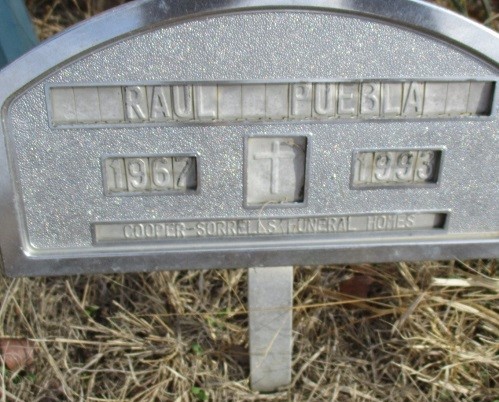 RAUL PUEBLA
1967 1993
COOPER-SORRELLS FUNERAL HOMES